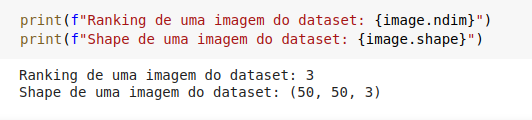 print(f"Ranking de uma imagem do dataset: {image.ndim}")
print(f"Shape de uma imagem do dataset: {image.shape}")
Ranking de uma imagem do dataset: 3
Shape de uma imagem do dataset: (50, 50, 3)